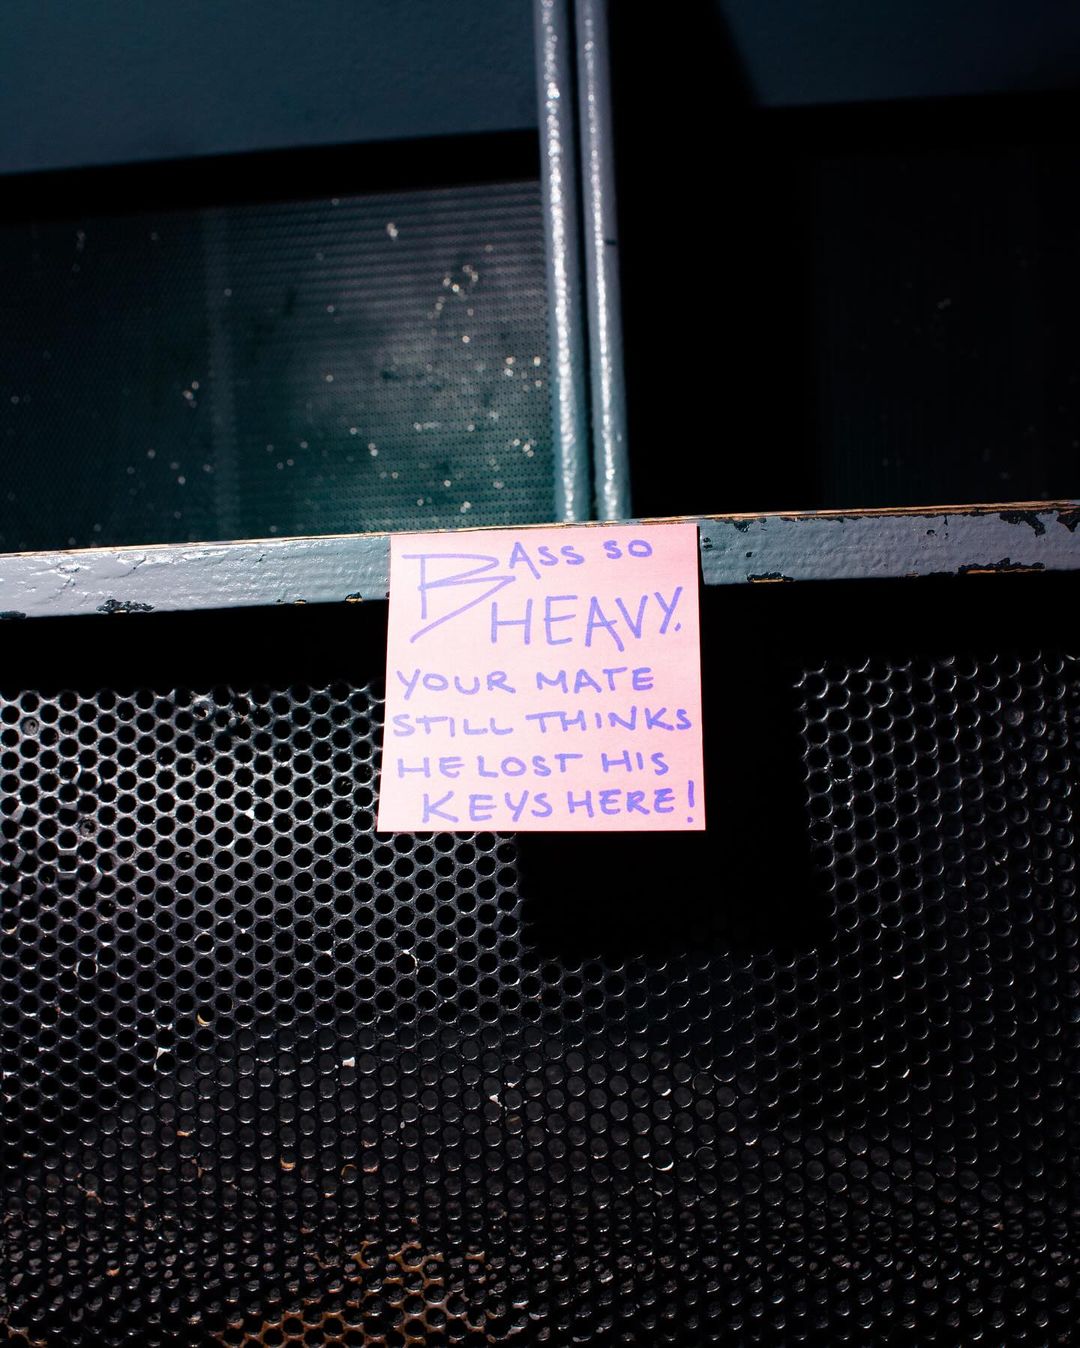 BASS SO
HEAVY.
YOUR MATE
STILL THINKS
HE LOST HIS
KEYS HERE!